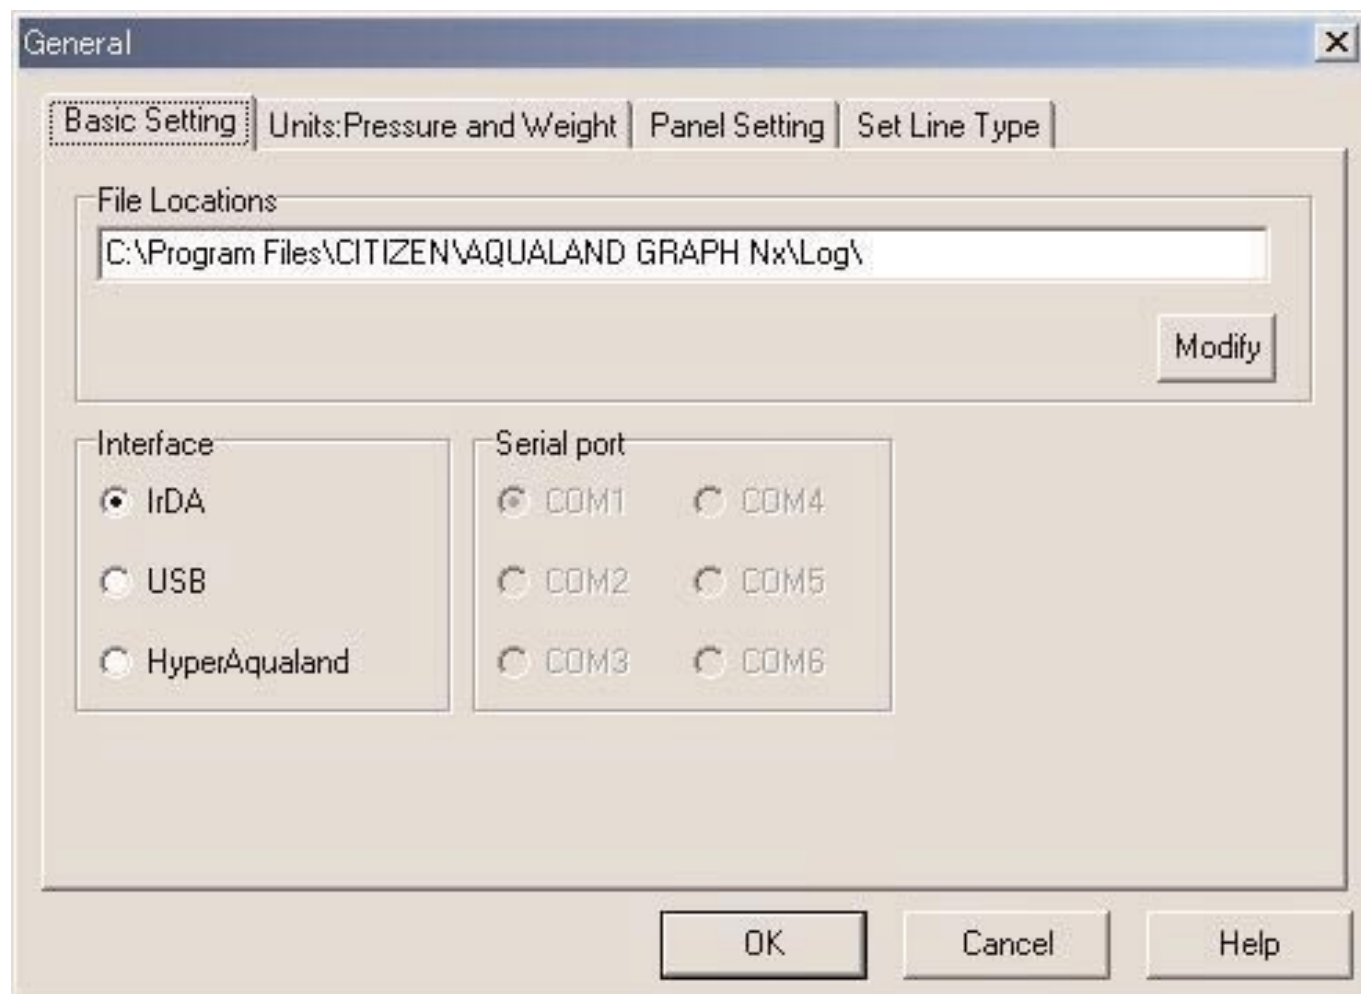 General
Basic Setting Units:Pressure and Weight Panel Setting Set Line Type
File Locations
C:\Program Files\CITIZEN\AQUALAND GRAPH Nx\Log\
Modify
Interface
IrDA
USB
HyperAqualand
Serial port
COM1 COM4
COM2 COM5
COM3 COM6
OK Cancel Help